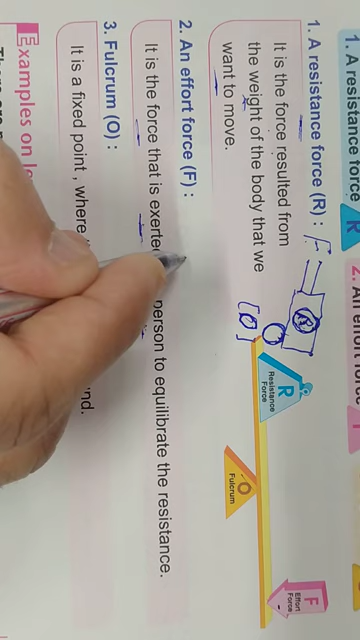 1. A resistance force
R
2. An effort force
F
1. A resistance force (R) : F
It is the force resulted from
the weight of the body that we
want to move.
R
[O]
R
Resistance
Force
O
Fulcrum
F
Effort
Force
2. An effort force (F) :
It is the force that is exerted person to equilibrate the resistance.
3. Fulcrum (O) :
It is a fixed point , where
Examples on